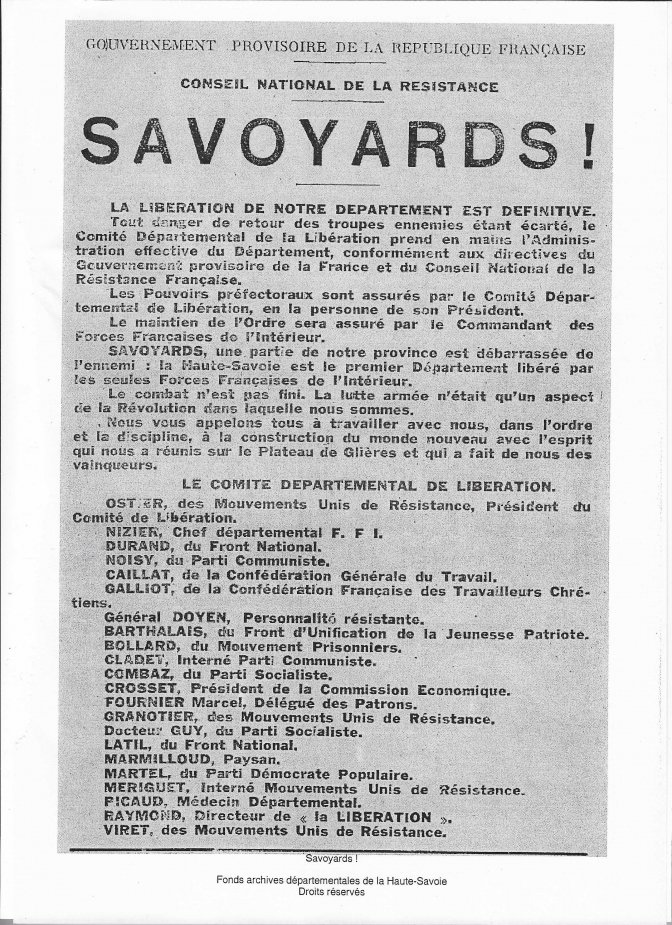 GOUVERNEMENT PROVISOIRE DE LA REPUBLIQUE FRANÇAISE
CONSEIL NATIONAL DE LA RESISTANCE
SAVOYARDS !
LA LIBERATION DE NOTRE DEPARTEMENT EST DEFINITIVE.
Tout danger de retour des troupes ennemies étant écarté, le
Comité Départemental de la Libération prend en mains l'Adminis-
tration effective du Département, conformément aux directives du
Gouvernement provisoire de la France et du Conseil National de la
Résistance Française.
Les Pouvoirs préfectoraux sont assurés par le Comité Dépar-
temental de Libération, en la personne de son Président.
Le maintien de l'Ordre sera assuré par le Commandant des
Forces Francaises de l'Intérieur.
SAVOYARDS, une partie de notre province est débarrassée de
l'ennemi : la Haute-Savoie est le premier Département libéré par
les seules Forces Françaises de l'Intérieur.
Le combat n'est pas fini. La lutte armée n'était qu'un aspect
de la Révolution dans laquelle nous sommes.
Nous vous appelons tous à travailler avec nous, dans l'ordre
et la discipline, à la construction du monde nouveau avec l'esprit
qui nous a réunis sur le Plateau de Glières et qui a fait de nous des
vainqueurs.
LE COMITE DEPARTEMENTAL DE LIBERATION.
OSTIER, des Mouvements Unis de Résistance, Président du
Comité de Libération.
NIZIER, Chef départemental F. F I.
DURAND, du Front National.
NOISY, du Parti Communiste.
CAILLAT, de la Confédération Générale du Travail.
GALLIOT, de la Confédération Française des Travailleurs Chré-
tiens.
Général DOYEN, Personnalité résistante.
BARTHALAIS, du Front d'Unification de la Jeunesse Patriote.
BOLLARD, du Mouvement Prisonniers.
CLADET, Interné Parti Communiste.
COMBAZ, du Parti Socialiste.
CROSSET, Président de la Commission Economique.
FOURNIER Marcel, Délégué des Patrons.
GRANOTIER, des Mouvements Unis de Résistance.
Docteur GUY, du Parti Socialiste.
LATIL, du Front National.
MARMILLOUD, Paysan.
MARTEL, du Parti Démocrate Populaire.
MERIGUET, Interné Mouvements Unis de Résistance.
PICAUD, Médecin Départemental.
RAYMOND, Directeur de « la LIBERATION ».
VIRET, des Mouvements Unis de Résistance.
Savoyards !
Fonds archives départementales de la Haute-Savoie
Droits réservés